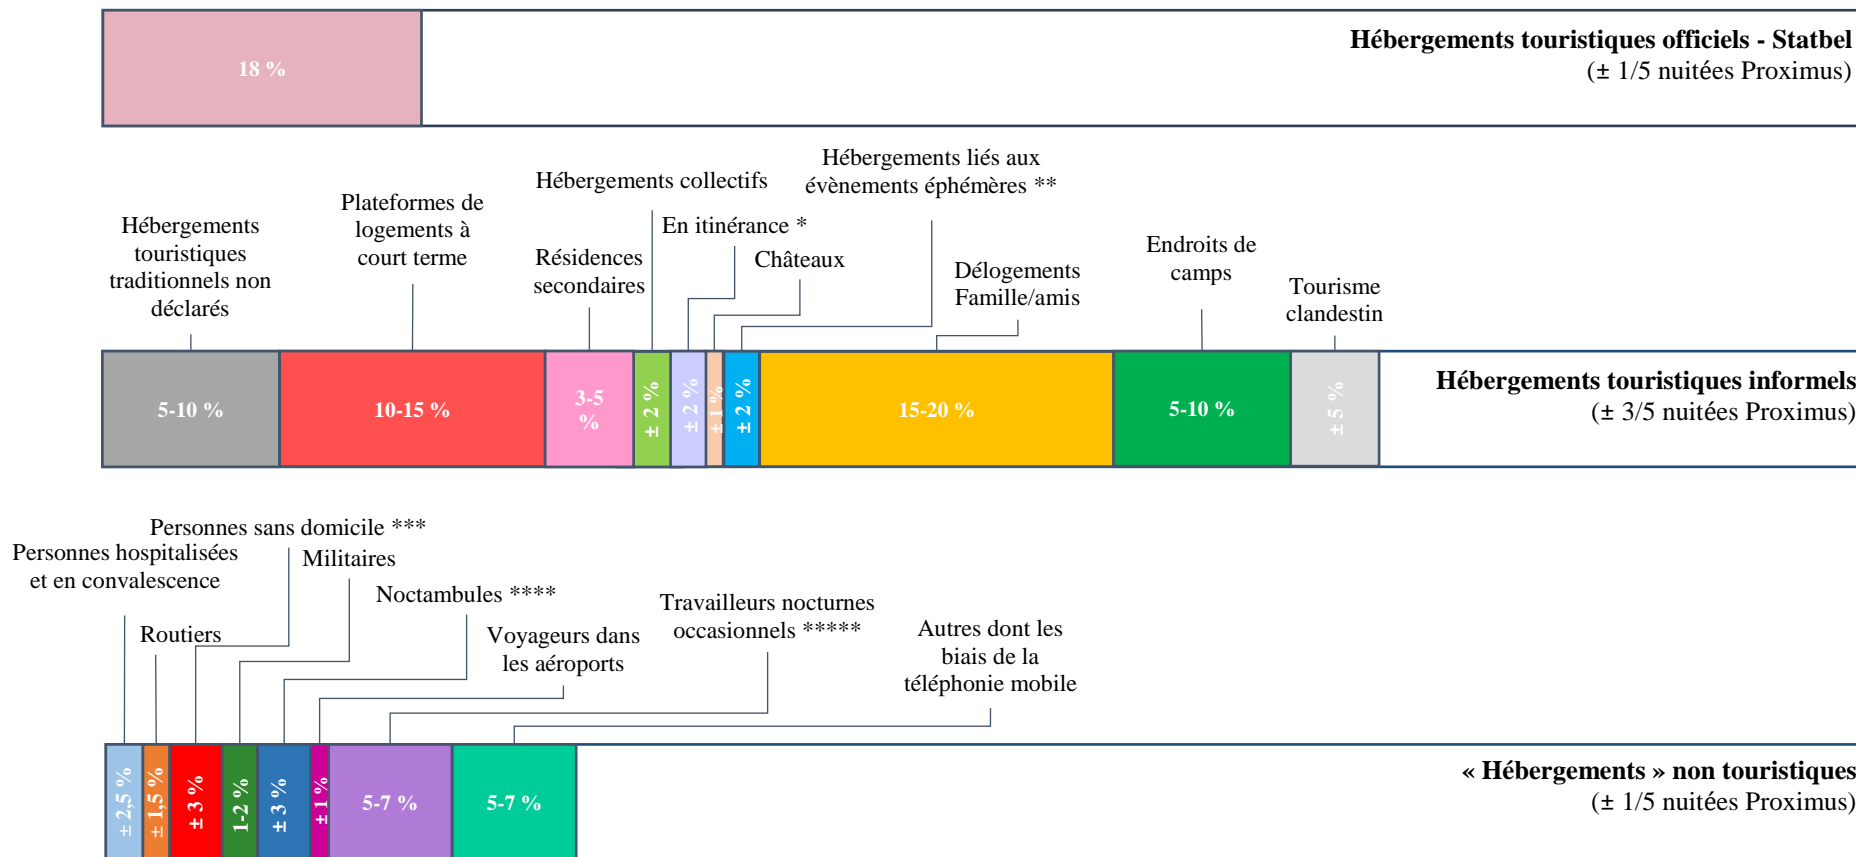 18 %
Hébergements touristiques officiels - Statbel
(± 1/5 nuitées Proximus)
Hébergements
touristiques
traditionnels non
déclarés
Plateformes de
logements à
court terme
Résidences
secondaires
Hébergements collectifs
En itinérance *
Châteaux
Hébergements liés aux
évènements éphémères **
Délogements
Famille/amis
Endroits de
camps
Tourisme
clandestin
5-10 %
10-15 %
3-5
%
± 2 %
± 2 %
± 1 %
± 2 %
15-20 %
5-10 %
± 5 %
Hébergements touristiques informels
(± 3/5 nuitées Proximus)
Personnes hospitalisées
et en convalescence
Routiers
Personnes sans domicile ***
Militaires
Noctambules ****
Voyageurs dans
les aéroports
Travailleurs nocturnes
occasionnels *****
Autres dont les
biais de la
téléphonie mobile
± 2,5 %
± 1,5 %
± 3 %
1-2 %
± 3 %
± 1 %
5-7 %
5-7 %
« Hébergements » non touristiques
(± 1/5 nuitées Proximus)